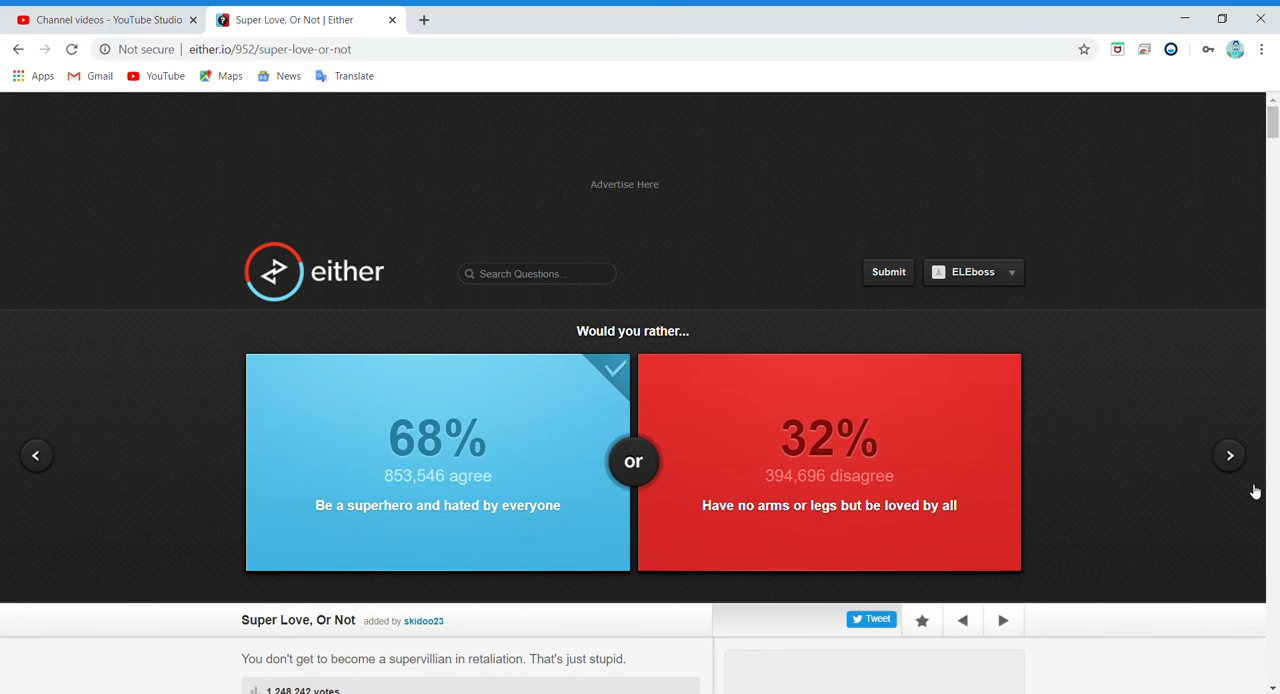 Channel videos - YouTube Studio
Super Love, Or Not | Either
Not secure | either.io/952/super-love-or-not
Apps Gmail YouTube Maps News Translate
Advertise Here
either
Search Questions...
Submit
ELEboss
Would you rather...
68%
853,546 agree
Be a superhero and hated by everyone
or
32%
394,696 disagree
Have no arms or legs but be loved by all
Super Love, Or Not added by skidoo23
Tweet
You don't get to become a supervillian in retaliation. That's just stupid.
1,248,242 votes